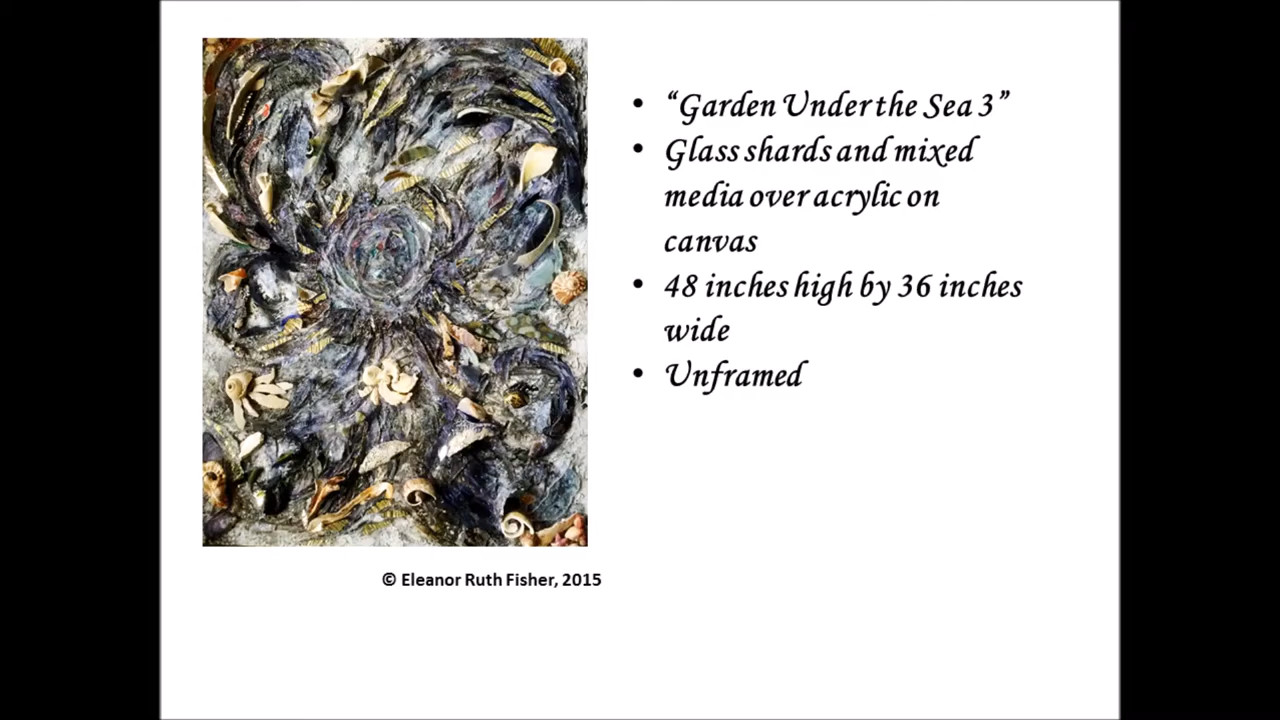 • “Garden Under the Sea 3”
• Glass shards and mixed
media over acrylic on
canvas
• 48 inches high by 36 inches
wide
• Unframed
© Eleanor Ruth Fisher, 2015